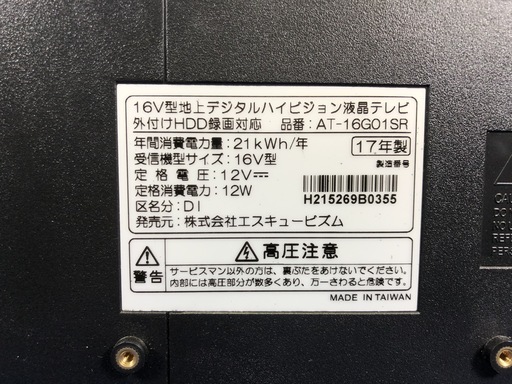 16V型地上デジタルハイビジョン液晶テレビ
外付けHDD録画対応 品番: AT-16G01SR
年間消費電力量: 21kWh/年 17年製
受信機型サイズ: 16V型 製造番号
定格電圧: 12V⎓
定格消費電力: 12W H215269B0355
区名分: DI
発売元: 株式会社エスキュービズム
警告 高圧注意
サービスマン以外の方は、裏ぶたをあけないでください。
内部には高圧部分が数多くあり、万一さわると危険です。
MADE IN TAIWAN